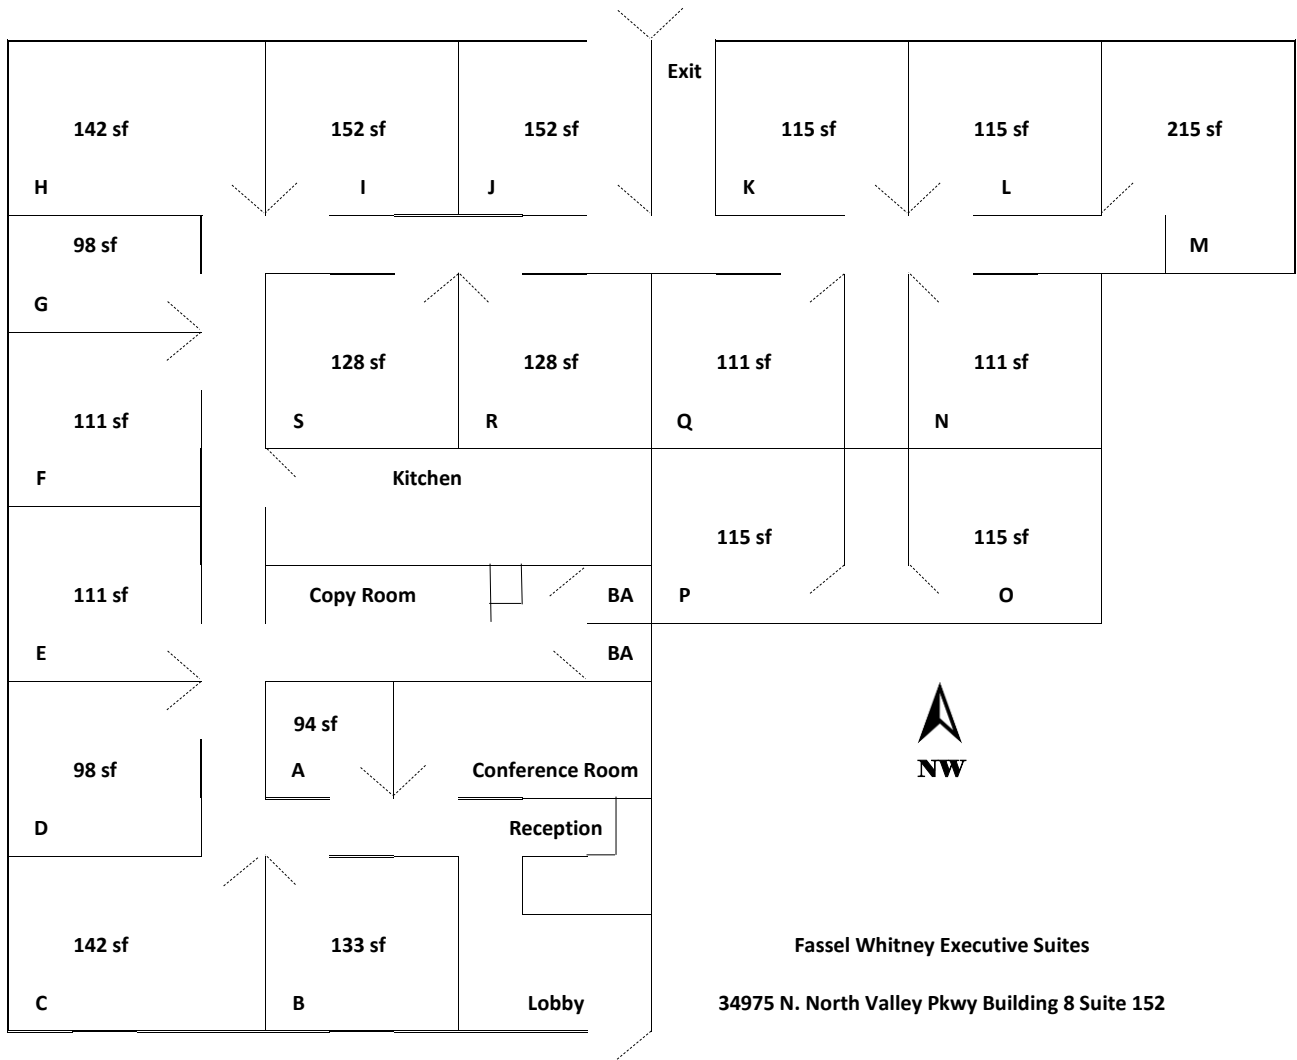 Exit
142 sf
152 sf
152 sf
115 sf
115 sf
215 sf
H
I
J
K
L
98 sf
M
G
128 sf
128 sf
111 sf
111 sf
111 sf
S
R
Q
N
F
Kitchen
115 sf
115 sf
111 sf
Copy Room
BA
P
O
E
BA
94 sf
98 sf
A
Conference Room
NW
D
Reception
142 sf
133 sf
Fassel Whitney Executive Suites
C
B
Lobby
34975 N. North Valley Pkwy Building 8 Suite 152